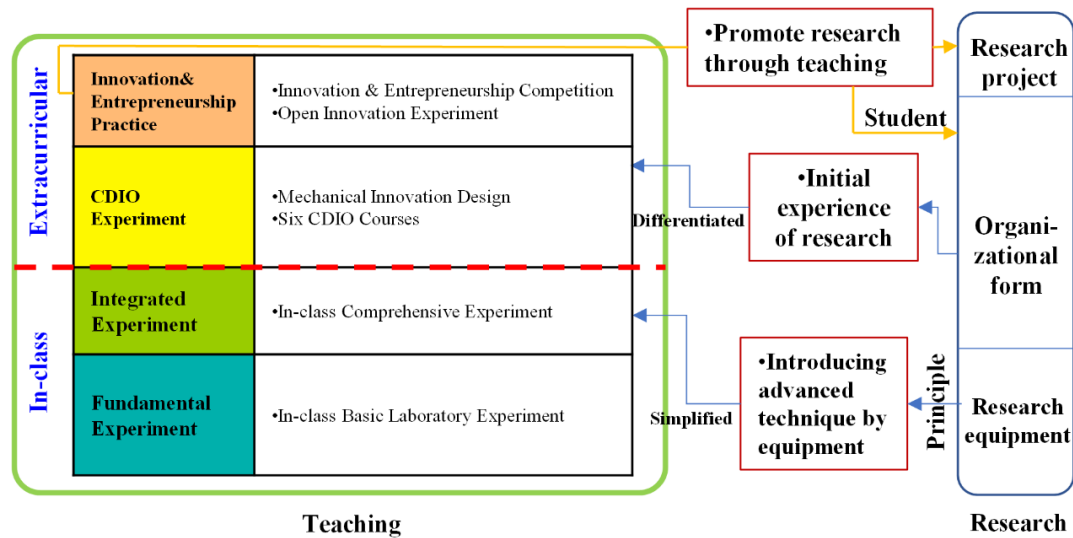 Extracurricular
In-class
Innovation&
Entrepreneurship
Practice
•Innovation & Entrepreneurship Competition
•Open Innovation Experiment
CDIO
Experiment
•Mechanical Innovation Design
•Six CDIO Courses
Integrated
Experiment
•In-class Comprehensive Experiment
Fundamental
Experiment
•In-class Basic Laboratory Experiment
Teaching
•Promote research
through teaching
Student
•Initial
experience
of research
Differentiated
•Introducing
advanced
technique by
equipment
Simplified
Principle
Research
project
Organi-
zational
form
Research
equipment
Research